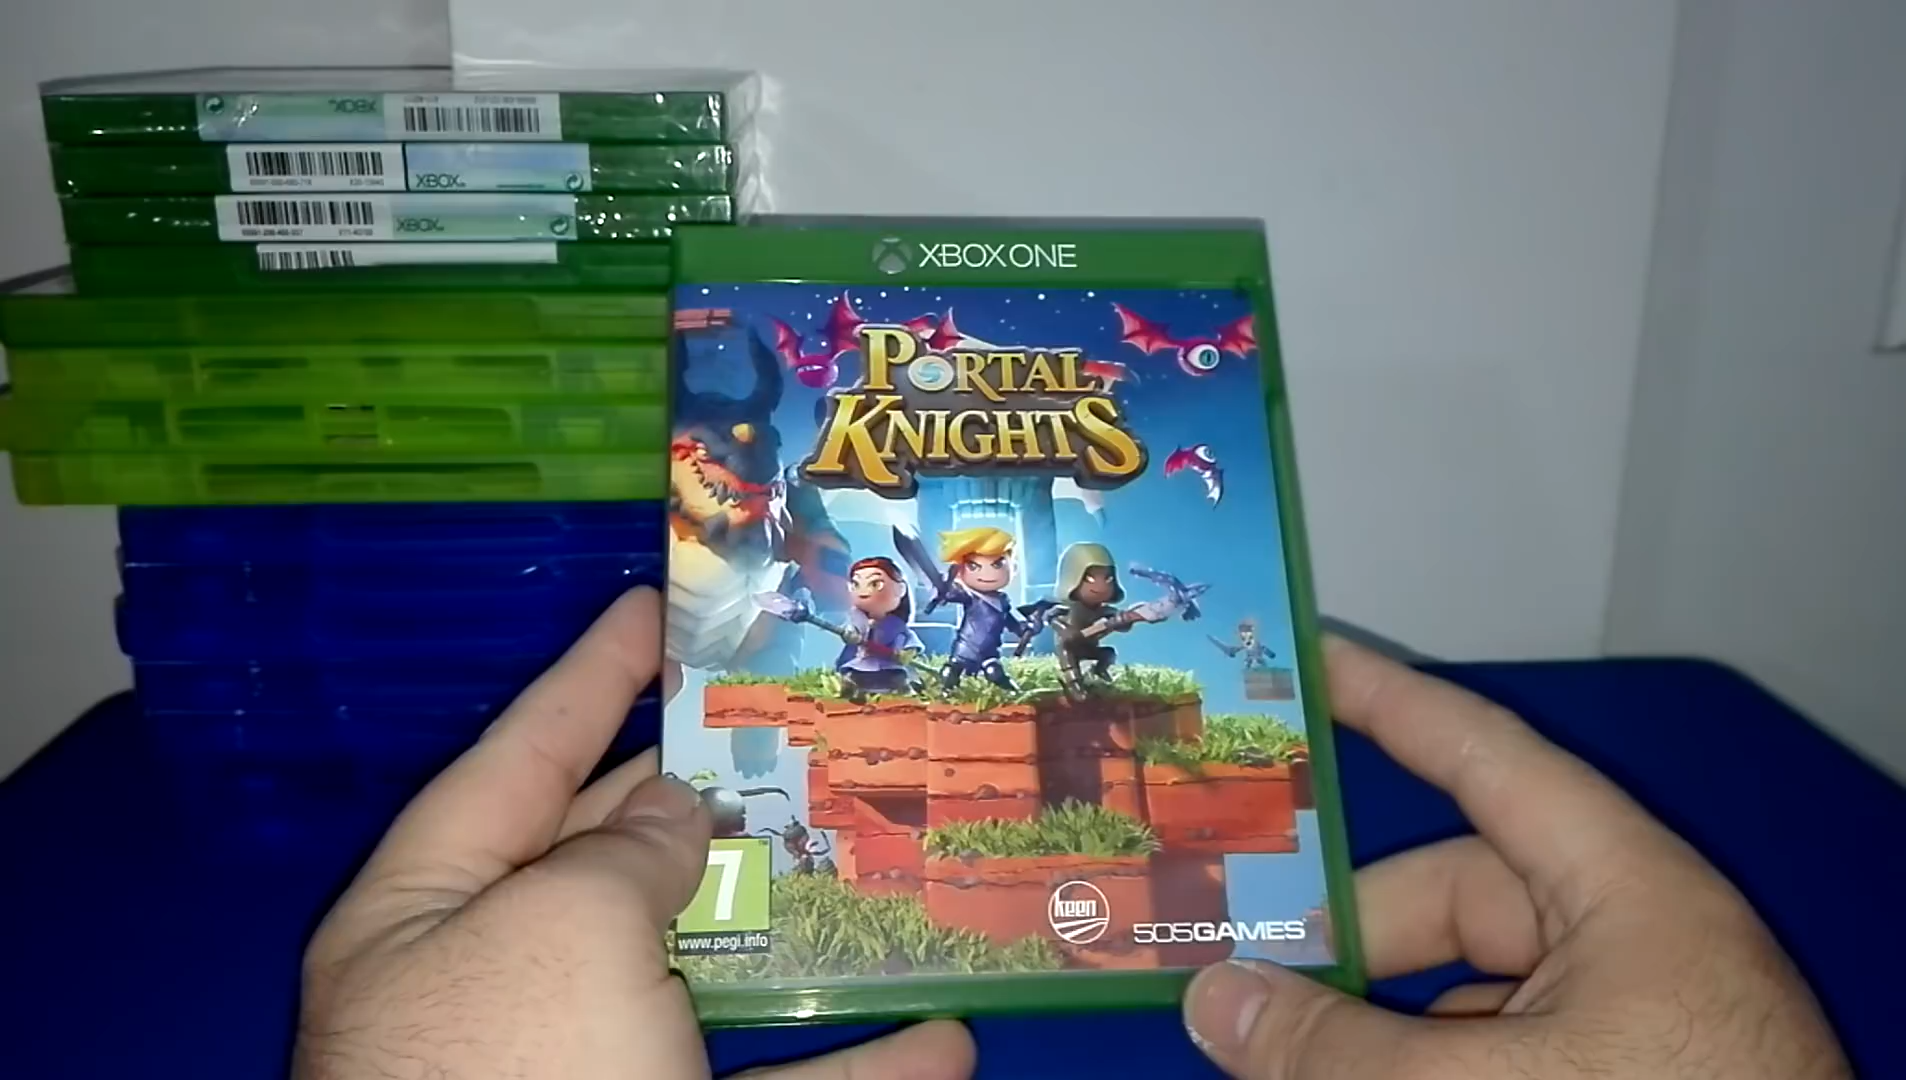 XBOX
XBOX
XBOX
XBOX ONE
PORTAL
KNIGHTS
7
www.pegi.info
keen
505GAMES